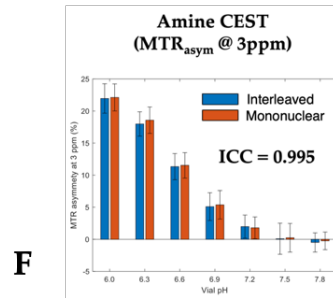 Amine CEST
(MTRasym @ 3ppm)
25
20
15
10
5
0
-5
MTR asymmetry at 3 ppm (%)
Interleaved
Mononuclear
ICC = 0.995
6.0 6.3 6.6 6.9 7.2 7.5 7.8
Vial pH
F